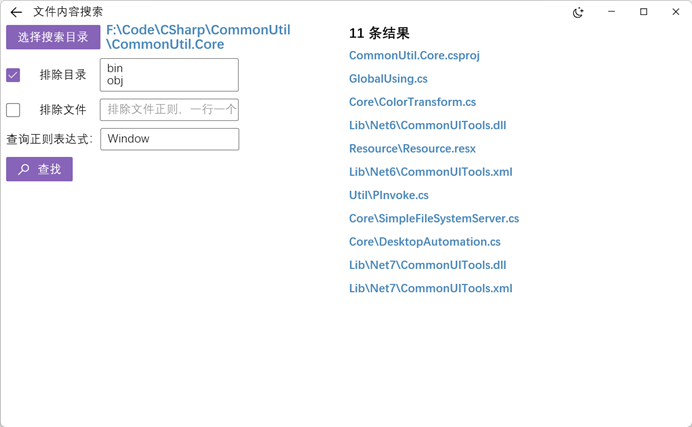 文件内容搜索
选择搜索目录
F:\Code\CSharp\CommonUtil
\CommonUtil.Core
排除目录
bin
obj
排除文件
排除文件正则，一行一个
查询正则表达式：
Window
查找
11 条结果
CommonUtil.Core.csproj
GlobalUsing.cs
Core\ColorTransform.cs
Lib\Net6\CommonUITools.dll
Resource\Resource.resx
Lib\Net6\CommonUITools.xml
Util\PInvoke.cs
Core\SimpleFileSystemServer.cs
Core\DesktopAutomation.cs
Lib\Net7\CommonUITools.dll
Lib\Net7\CommonUITools.xml